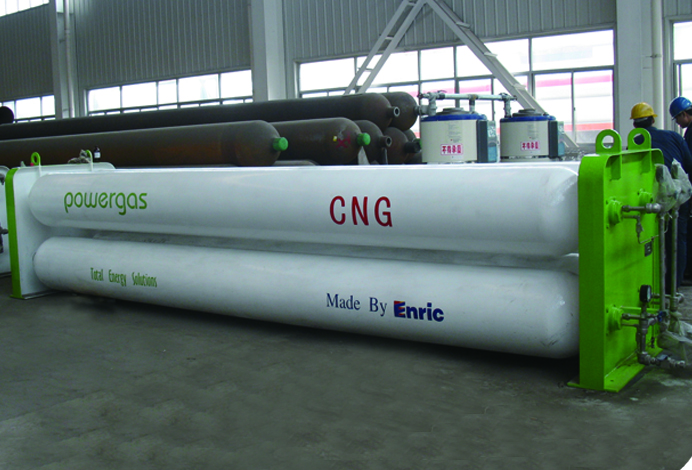 powergas
CNG
Total Energy Solutions
Made By Enric